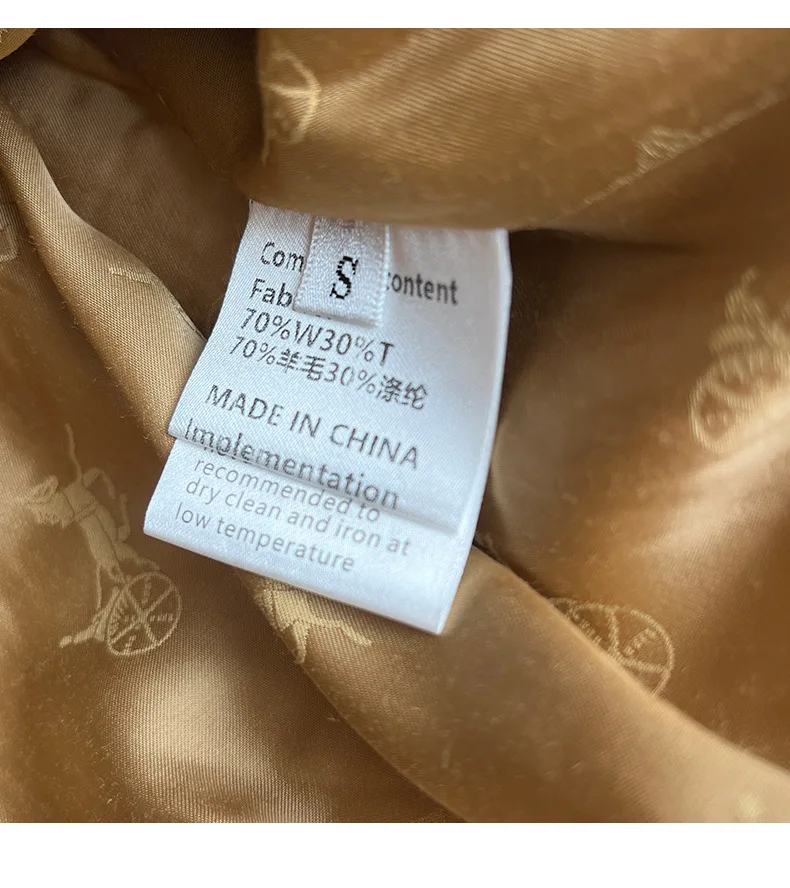 S
Com content
Fab
70%W30%T
70%羊毛30%涤纶
MADE IN CHINA
Implementation
recommended to
dry clean and iron at
low temperature